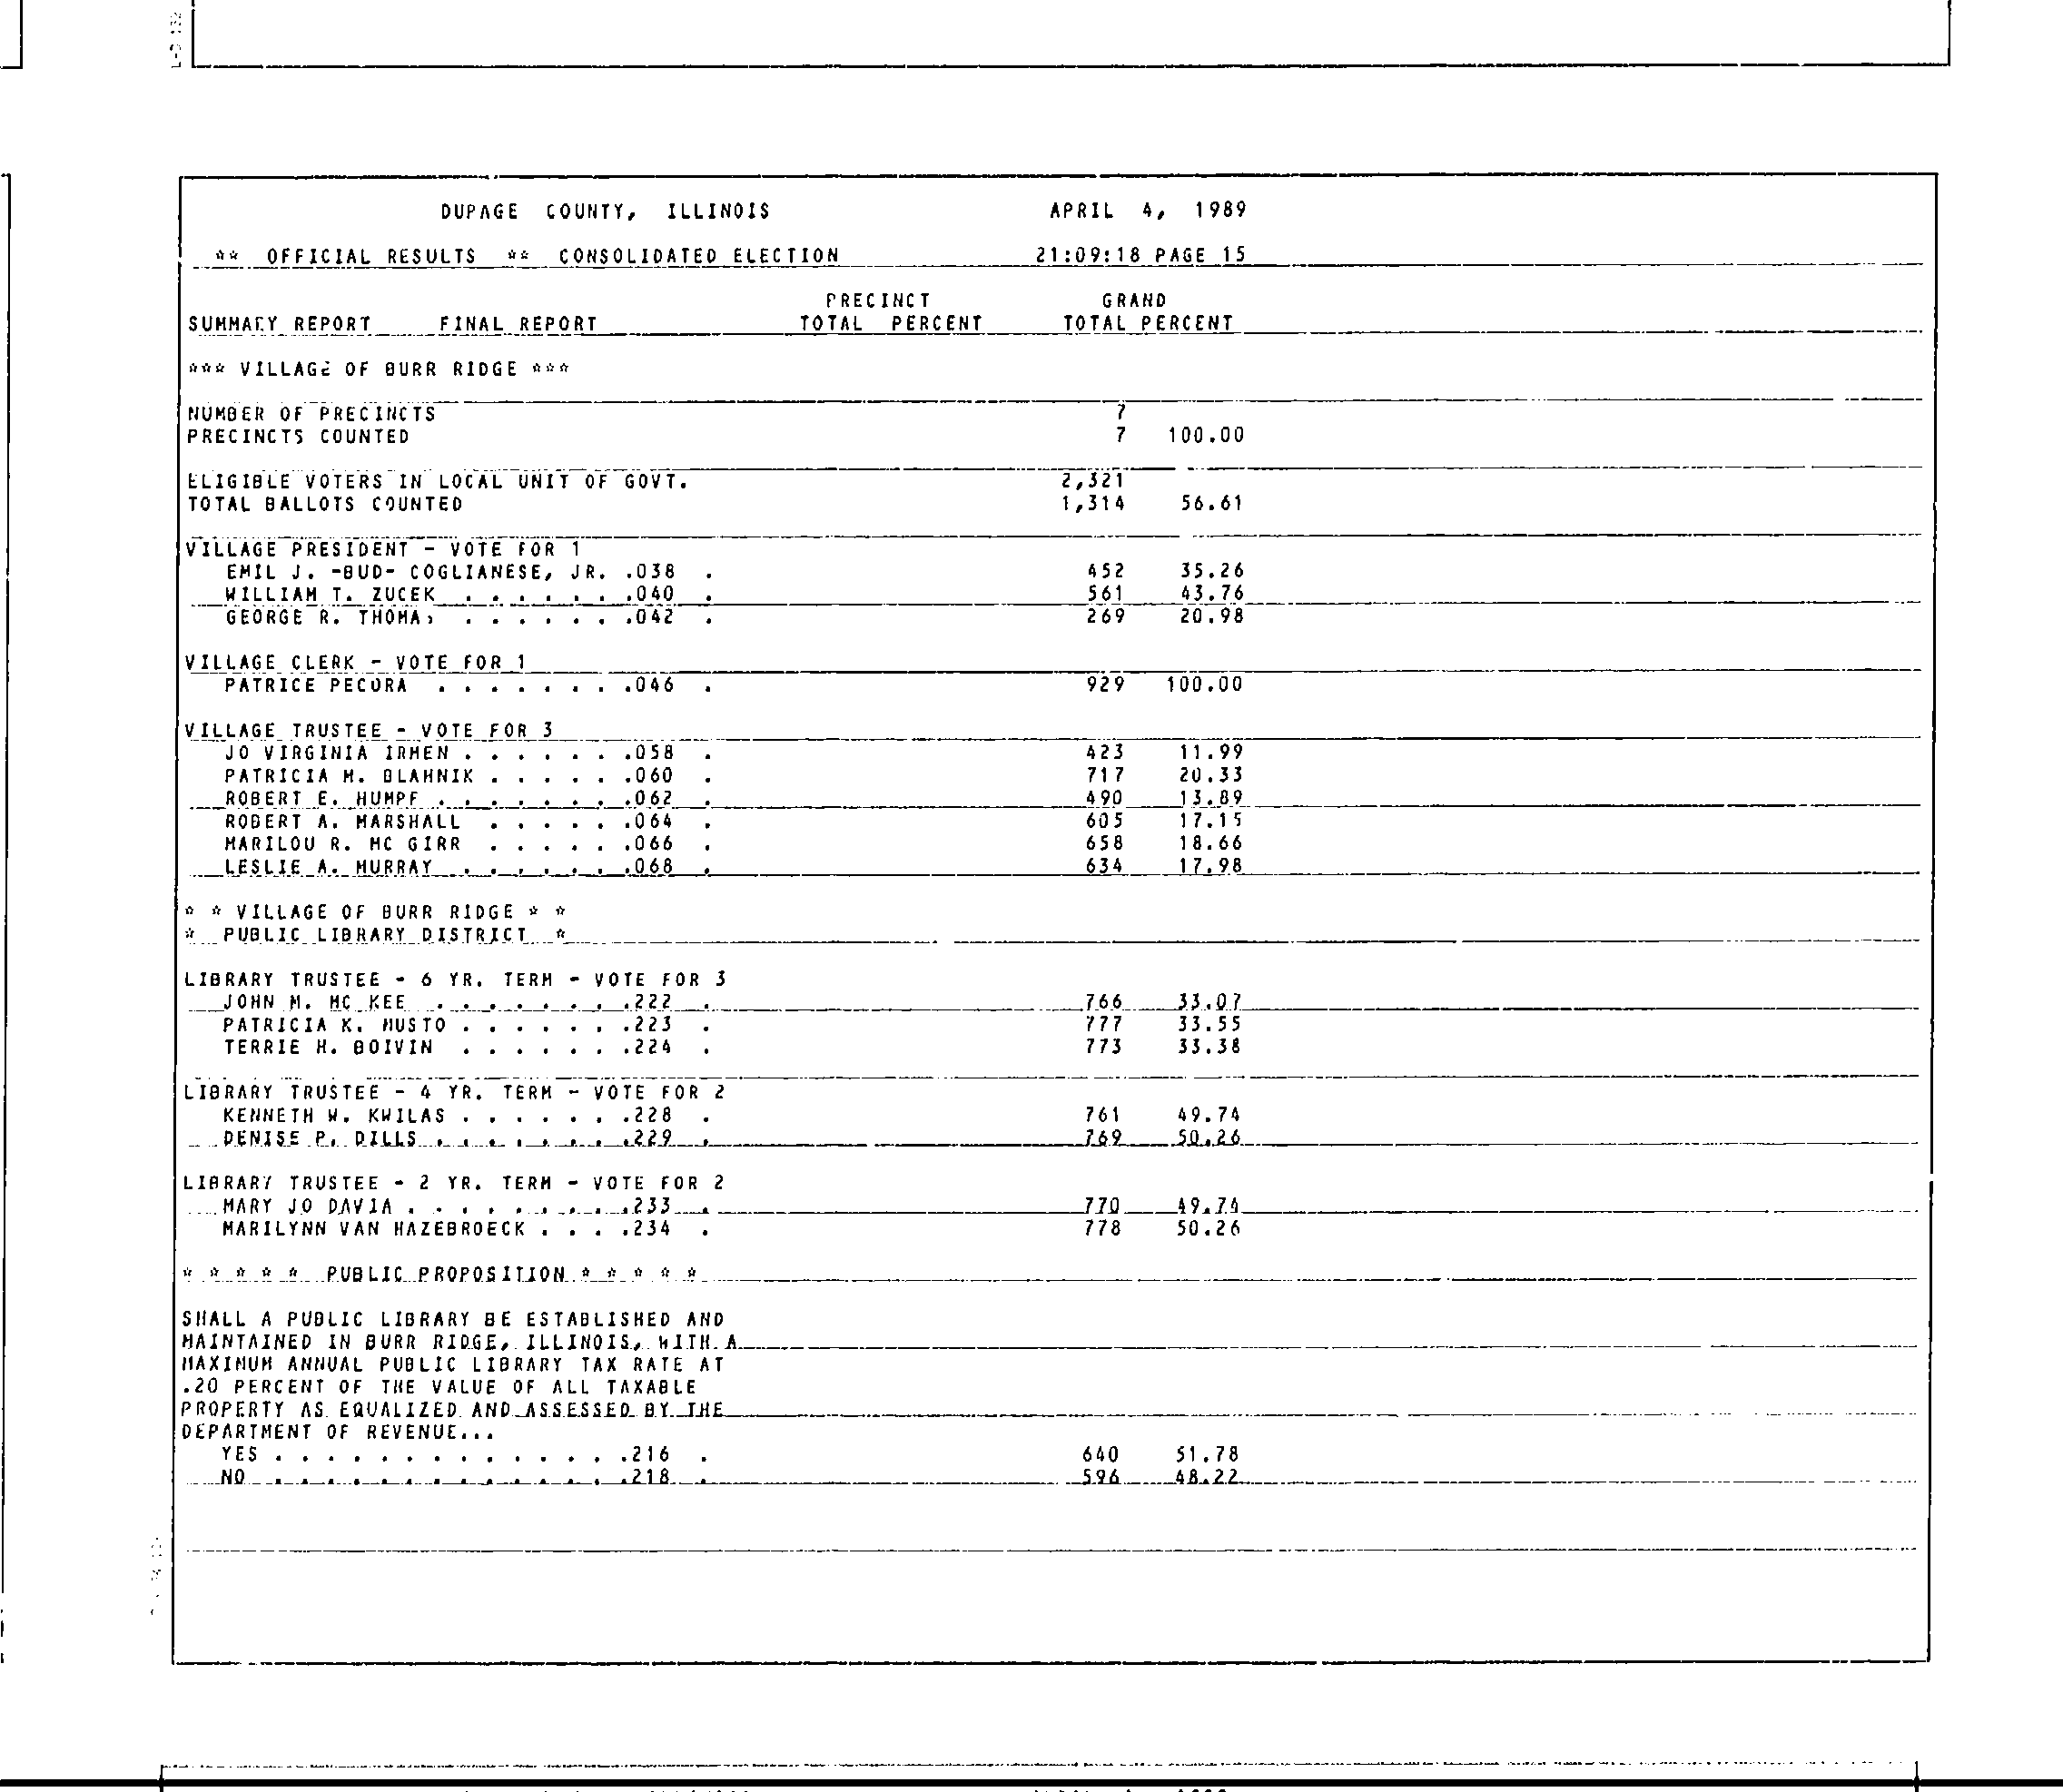 DUPAGE COUNTY, ILLINOIS APRIL 4, 1989
** OFFICIAL RESULTS ** CONSOLIDATED ELECTION 21:09:18 PAGE 15
PRECINCT GRAND
SUMMARY REPORT FINAL REPORT TOTAL PERCENT TOTAL PERCENT
*** VILLAGE OF BURR RIDGE ***
NUMBER OF PRECINCTS 7
PRECINCTS COUNTED 7 100.00
ELIGIBLE VOTERS IN LOCAL UNIT OF GOVT. 2,321
TOTAL BALLOTS COUNTED 1,314 56.61
VILLAGE PRESIDENT - VOTE FOR 1
EMIL J. -BUD- COGLIANESE, JR. .038 . 452 35.26
WILLIAM T. ZUCEK . . . . . . .040 . 561 43.76
GEORGE R. THOMAS . . . . . . .042 . 269 20.98
VILLAGE CLERK - VOTE FOR 1
PATRICE PECORA . . . . . . . .046 . 929 100.00
VILLAGE TRUSTEE - VOTE FOR 3
JO VIRGINIA IRMEN . . . . . . .058 . 423 11.99
PATRICIA M. BLAHNIK . . . . . .060 . 717 20.33
ROBERT E. HUMPF . . . . . . . .062 . 490 13.89
ROBERT A. MARSHALL . . . . . .064 . 605 17.15
MARILOU R. MC GIRR . . . . . .066 . 658 18.66
LESLIE A. MURRAY . . . . . . .068 . 634 17.98
* * VILLAGE OF BURR RIDGE * *
* PUBLIC LIBRARY DISTRICT *
LIBRARY TRUSTEE - 6 YR. TERM - VOTE FOR 3
JOHN M. MC KEE . . . . . . . .222 . 766 33.07
PATRICIA K. MUSTO . . . . . . .223 . 777 33.55
TERRIE H. BOIVIN . . . . . . .224 . 773 33.38
LIBRARY TRUSTEE - 4 YR. TERM - VOTE FOR 2
KENNETH W. KWILAS . . . . . . .228 . 761 49.74
DENISE P. DILLS . . . . . . . .229 . 769 50.26
LIBRARY TRUSTEE - 2 YR. TERM - VOTE FOR 2
MARY JO DAVIA . . . . . . . . .233 . 770 49.74
MARILYNN VAN HAZEBROECK . . . .234 . 778 50.26
* * * * * PUBLIC PROPOSITION * * * * *
SHALL A PUBLIC LIBRARY BE ESTABLISHED AND
MAINTAINED IN BURR RIDGE, ILLINOIS, WITH A
MAXIMUM ANNUAL PUBLIC LIBRARY TAX RATE AT
.20 PERCENT OF THE VALUE OF ALL TAXABLE
PROPERTY AS EQUALIZED AND ASSESSED BY THE
DEPARTMENT OF REVENUE...
YES . . . . . . . . . . . . . .216 . 640 51.78
NO . . . . . . . . . . . . . .218 . 596 48.22